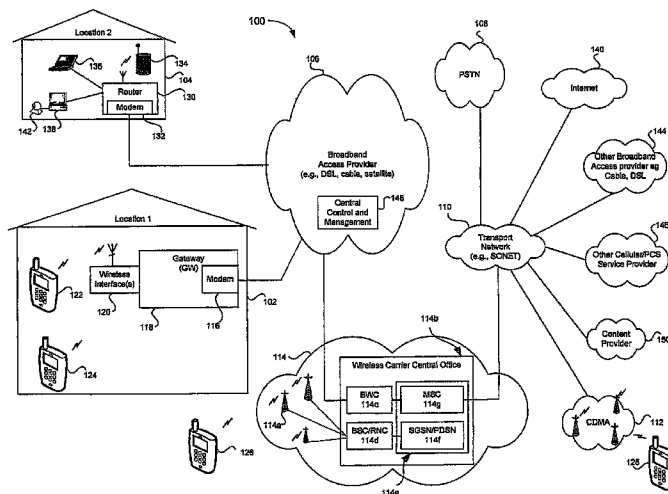 100
Location 2
136
134
104
Router
130
Modem
132
142
138
106
Broadband
Access Provider
(e.g., DSL, cable, satellite)
Central
Control and
Management
108
PSTN
140
Internet
144
Other Broadband
Access provider eg
Cable, DSL
110
Transport
Network
(e.g., SONET)
Other Cellular/PCS
Service Provider
Content
Provider
150
CDMA
112
128
Location 1
Gateway
(GW)
Wireless
Interface(s)
Modem
122
120
118
116
102
124
126
114
114b
Wireless Carrier Central Office
114a
BWC
114c
MSC
114g
BSC/RNC
114d
SGSN/PDSN
114f
114e